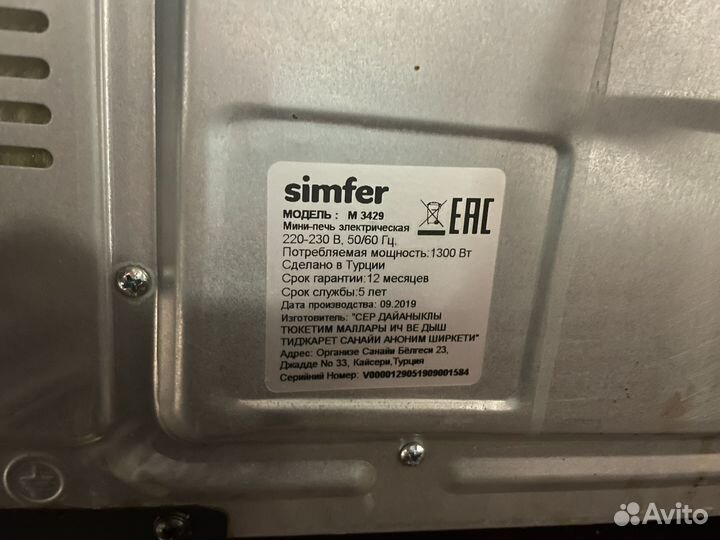 simfer
МОДЕЛЬ : М 3429
Мини-печь электрическая
220-230 В, 50/60 Гц.
Потребляемая мощность:1300 Вт
Сделано в Турции
Срок гарантии:12 месяцев
Срок службы:5 лет
Дата производства: 09.2019
Изготовитель: "СЕР ДАЙАНЫКЛЫ
ТЮКЕТИМ МАЛЛАРЫ ИЧ ВЕ ДЫШ
ТИДЖАРЕТ САНАЙИ АНОНИМ ШИРКЕТИ"
Адрес: Организе Санайи Бёлгеси 23,
Джадде No 33, Кайсери,Турция
Серийний Номер: V0000129051909001584
EAC
Avito